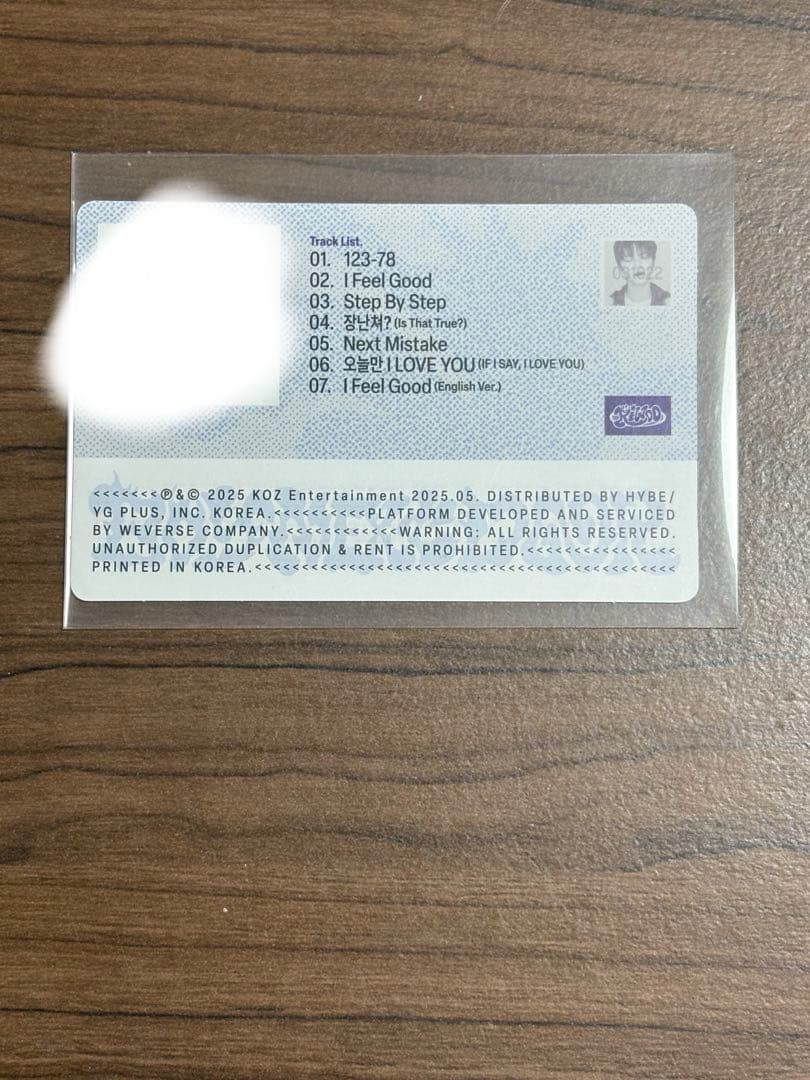 Track List.
01. 123-78
02. I Feel Good
03. Step By Step
04. 장난쳐? (Is That True?)
05. Next Mistake
06. 오늘만 I LOVE YOU (IF I SAY, I LOVE YOU)
07. I Feel Good (English Ver.)
<<<<<<<℗&© 2025 KOZ Entertainment 2025.05. DISTRIBUTED BY HYBE/
YG PLUS, INC. KOREA.<<<<<<<<<<PLATFORM DEVELOPED AND SERVICED
BY WEVERSE COMPANY.<<<<<<<<<<<<WARNING: ALL RIGHTS RESERVED.
UNAUTHORIZED DUPLICATION & RENT IS PROHIBITED.<<<<<<<<<<<<<<<<
PRINTED IN KOREA.<<<<<<<<<<<<<<<<<<<<<<<<<<<<<<<<<<<<<<<<<<<<